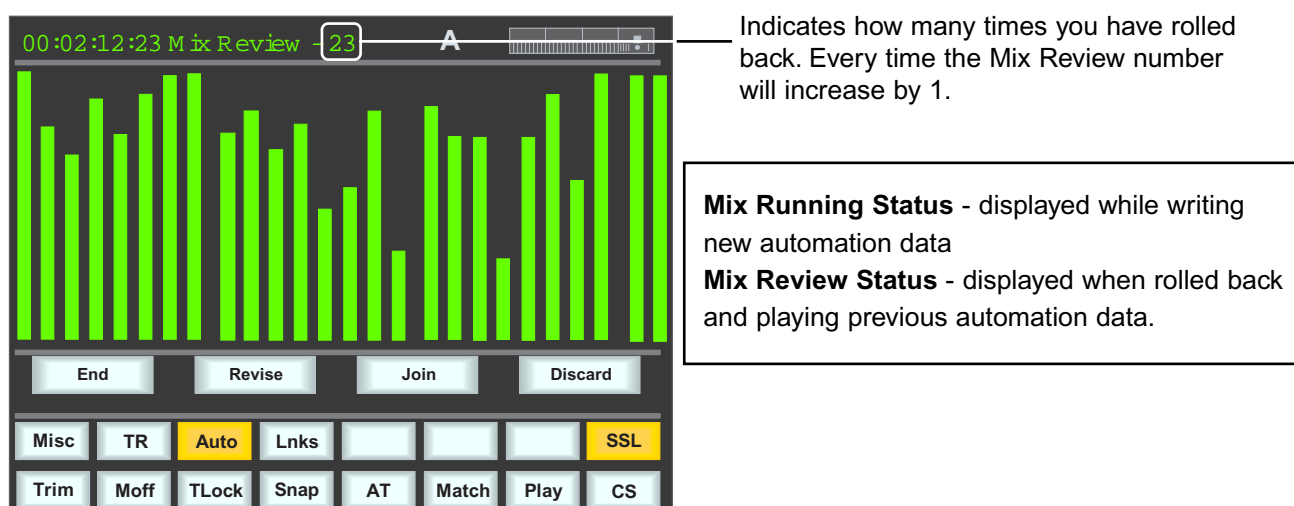 00:02:12:23 Mix Review - 23
A
Indicates how many times you have rolled
back. Every time the Mix Review number
will increase by 1.
Mix Running Status - displayed while writing
new automation data
Mix Review Status - displayed when rolled back
and playing previous automation data.
End Revise Join Discard
Misc TR Auto Lnks SSL
Trim Moff TLock Snap AT Match Play CS